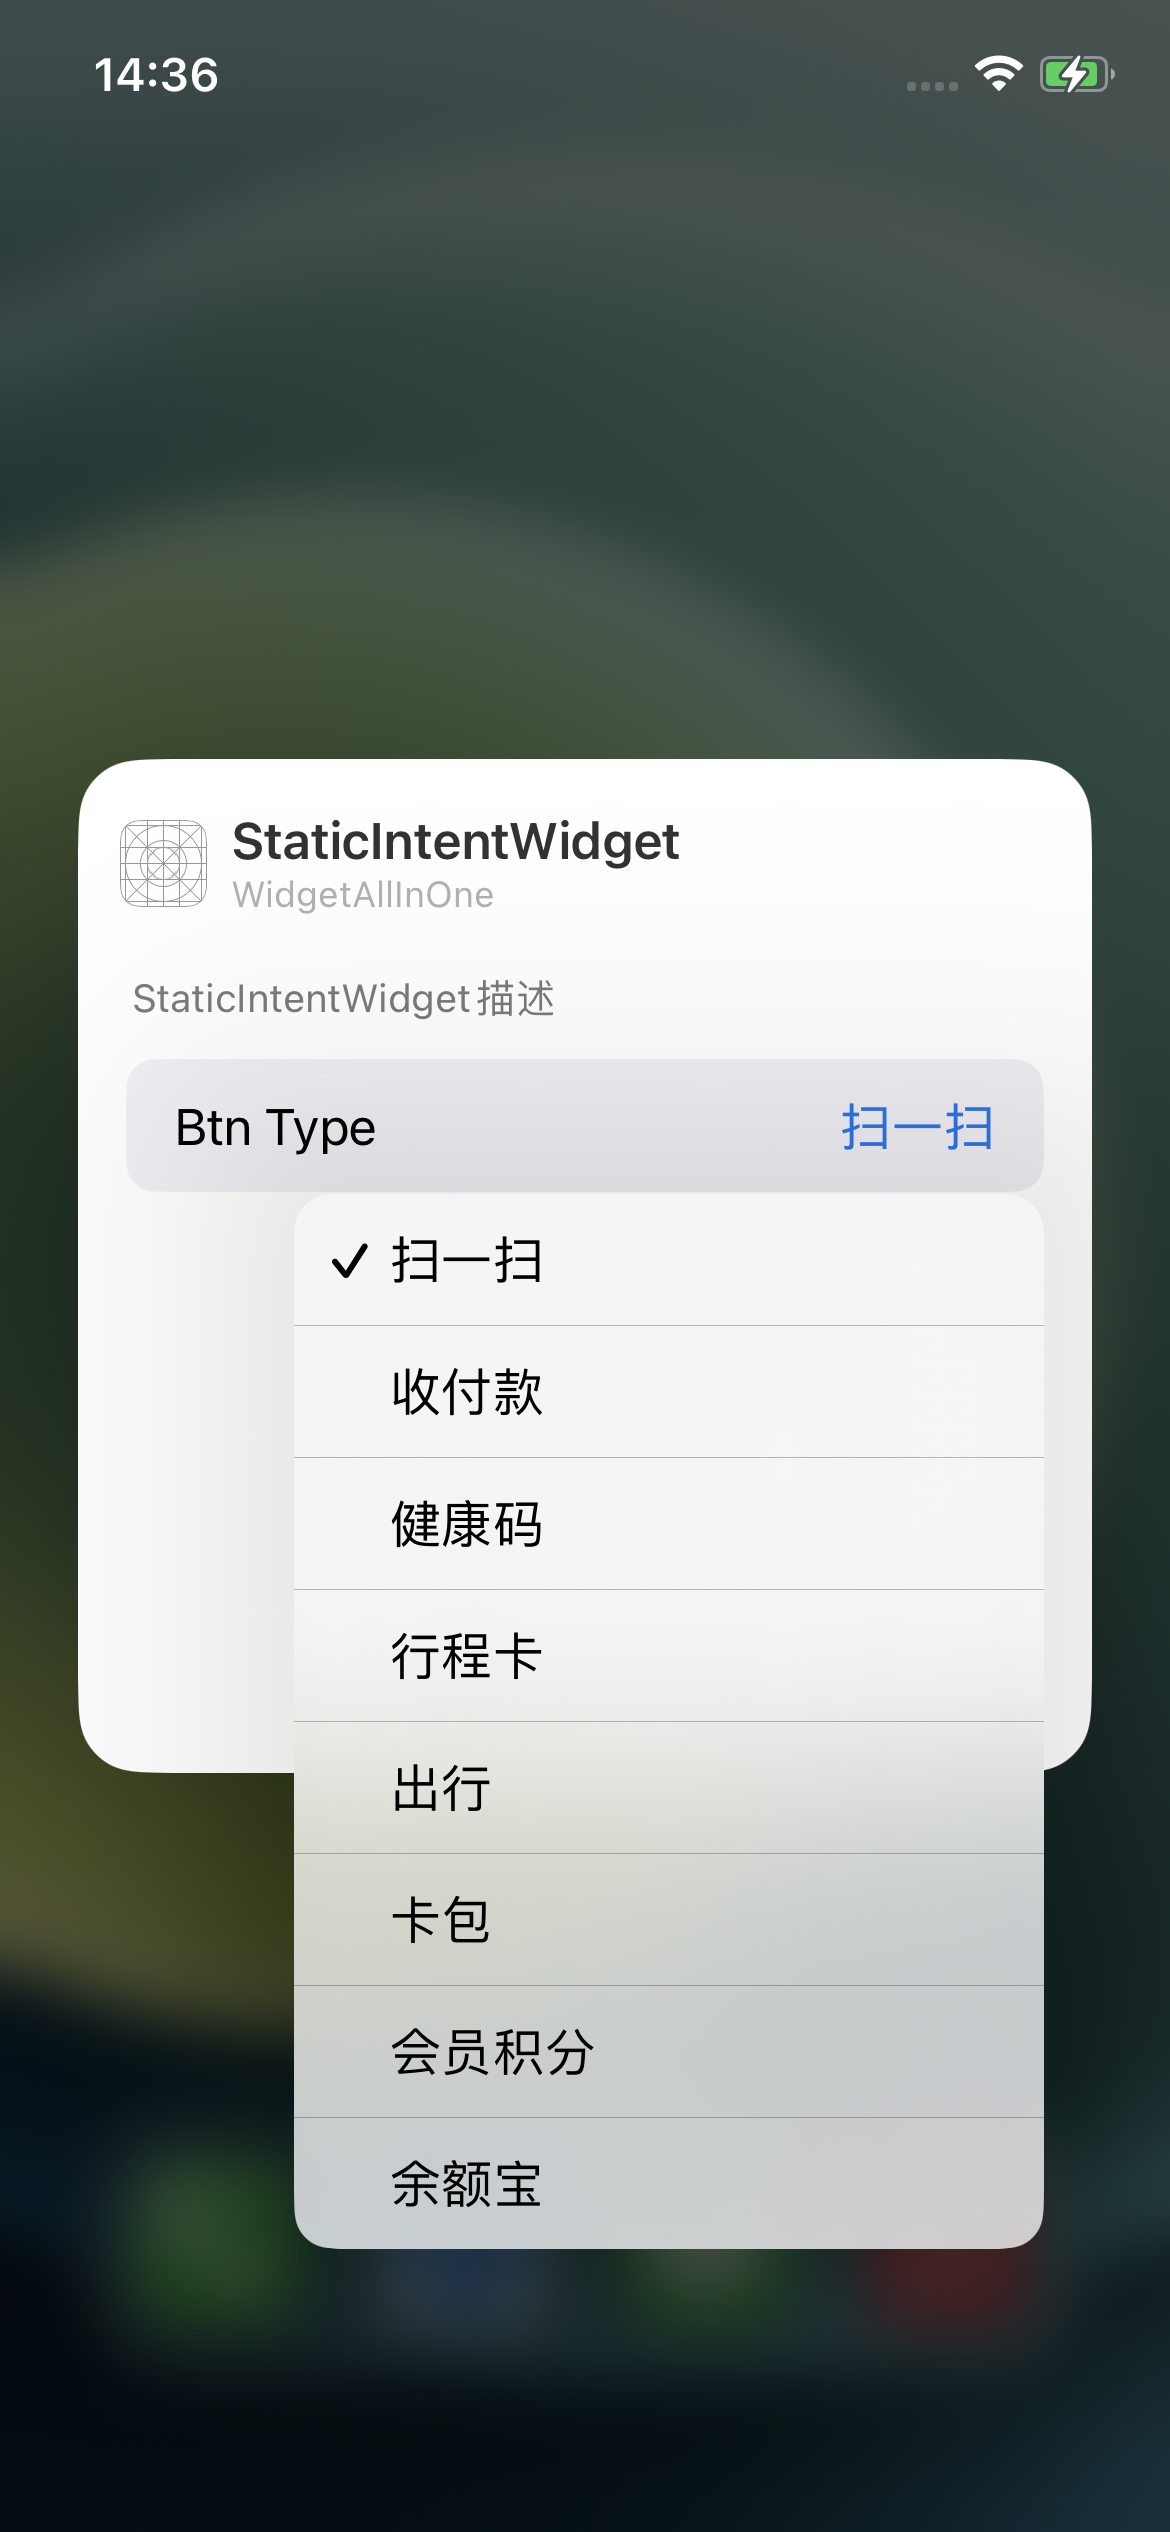 14:36
StaticIntentWidget
WidgetAllInOne
StaticIntentWidget描述
Btn Type 扫一扫
扫一扫
收付款
健康码
行程卡
出行
卡包
会员积分
余额宝